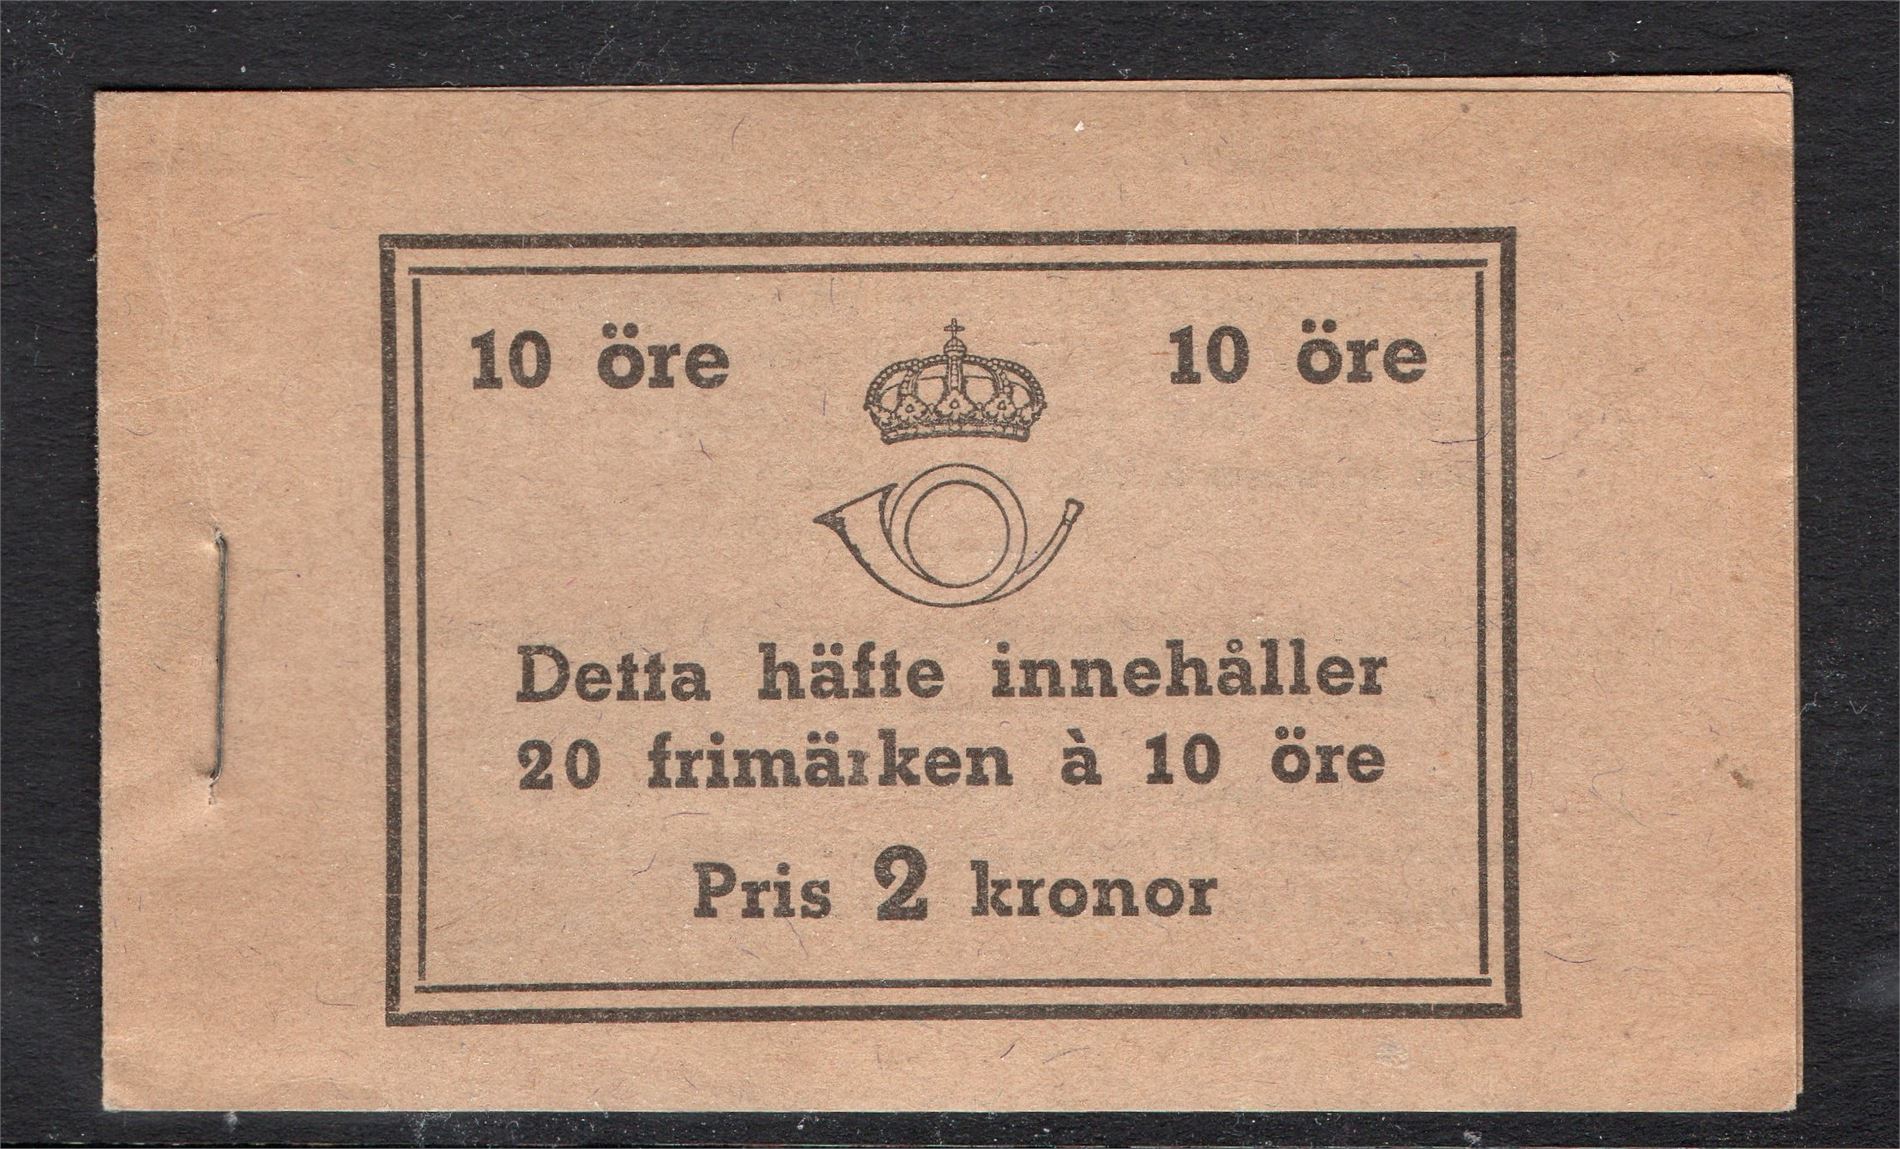 10 öre 10 öre
Detta häfte innehåller
20 frimärken à 10 öre
Pris 2 kronor